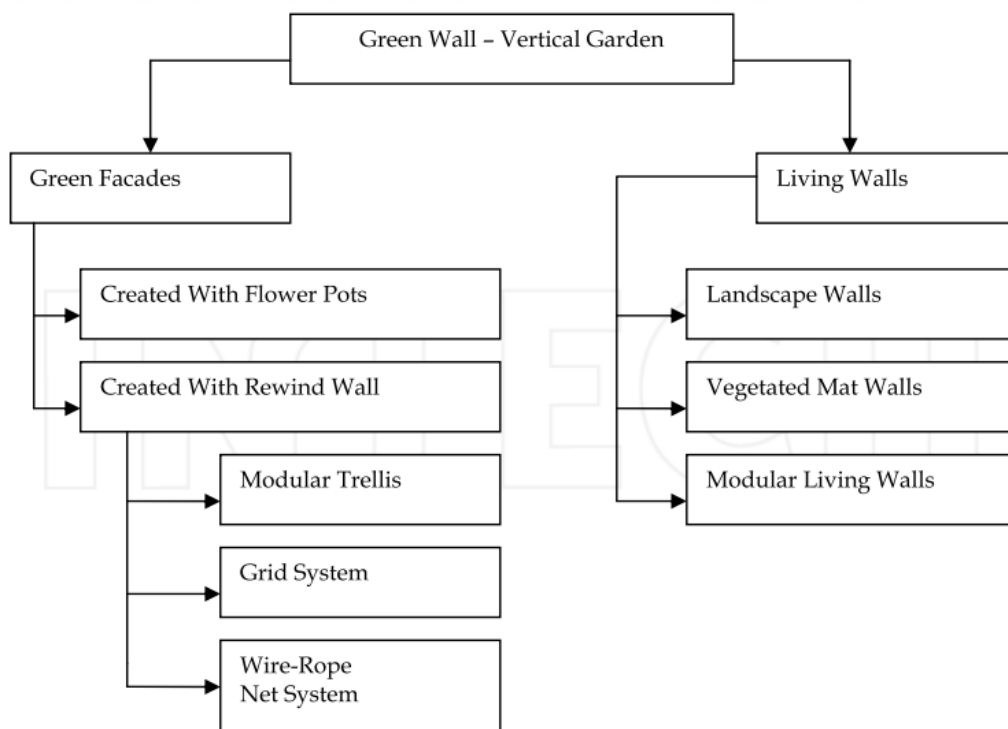 Green Wall – Vertical Garden
Green Facades
Living Walls
Created With Flower Pots
Landscape Walls
Created With Rewind Wall
Vegetated Mat Walls
Modular Trellis
Modular Living Walls
Grid System
Wire-Rope
Net System
INTECH